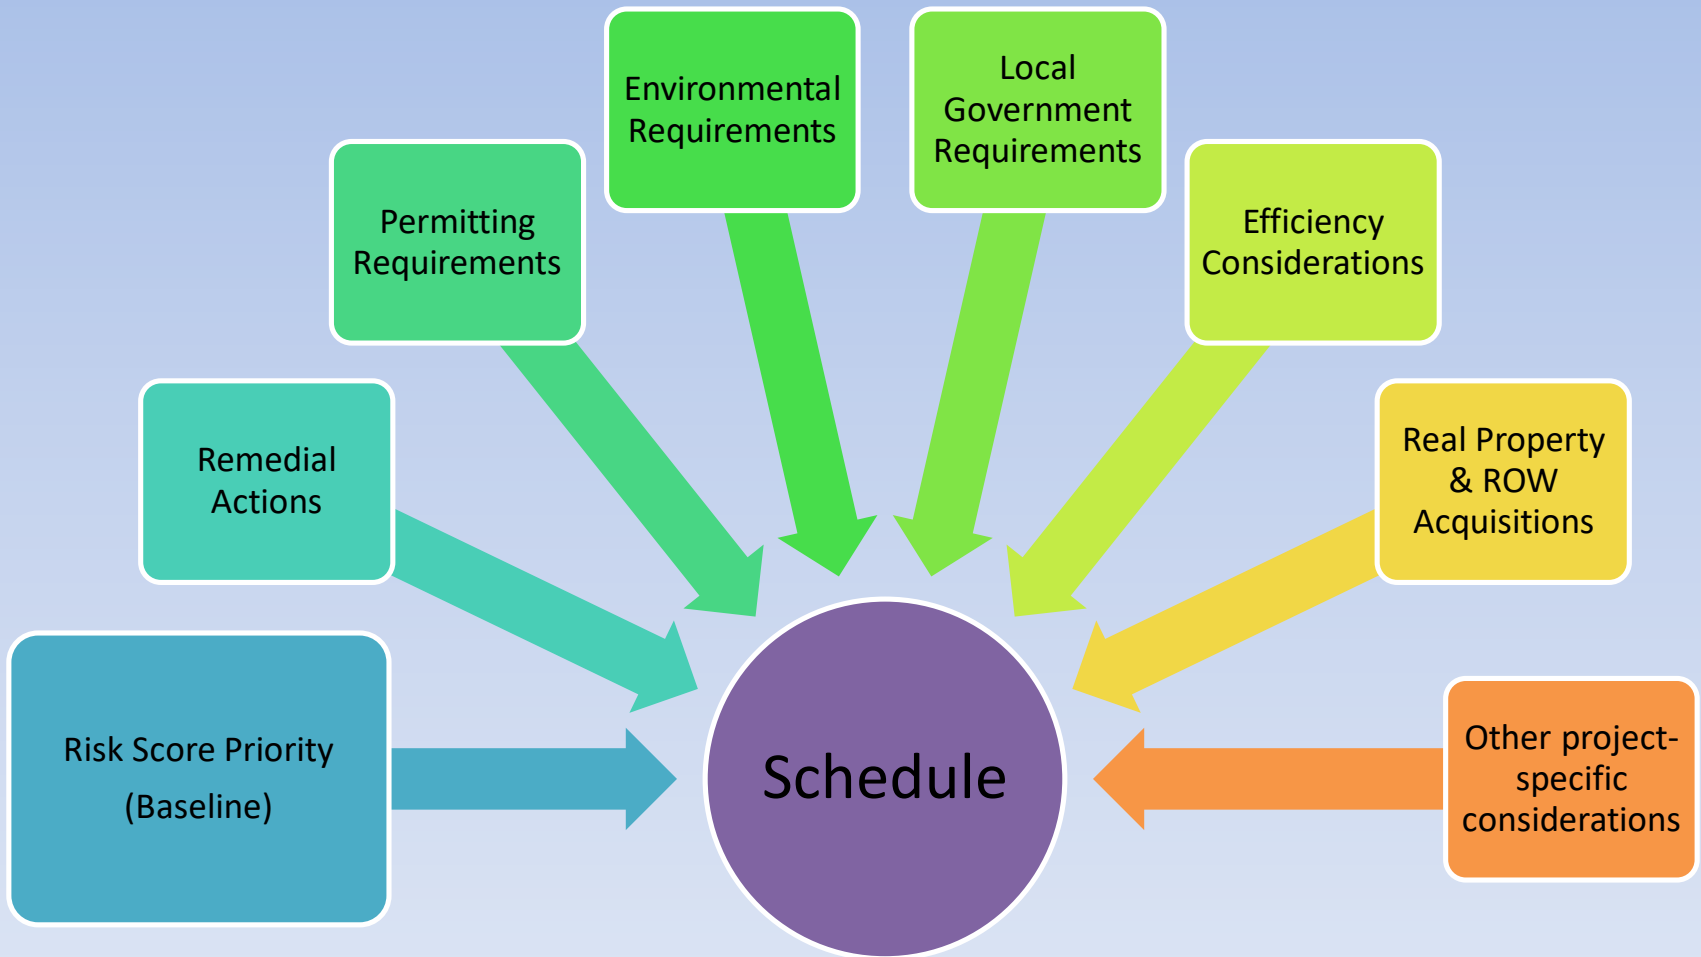 Environmental
Requirements
Local
Government
Requirements
Permitting
Requirements
Efficiency
Considerations
Remedial
Actions
Real Property
& ROW
Acquisitions
Risk Score Priority
(Baseline)
Schedule
Other project-
specific
considerations